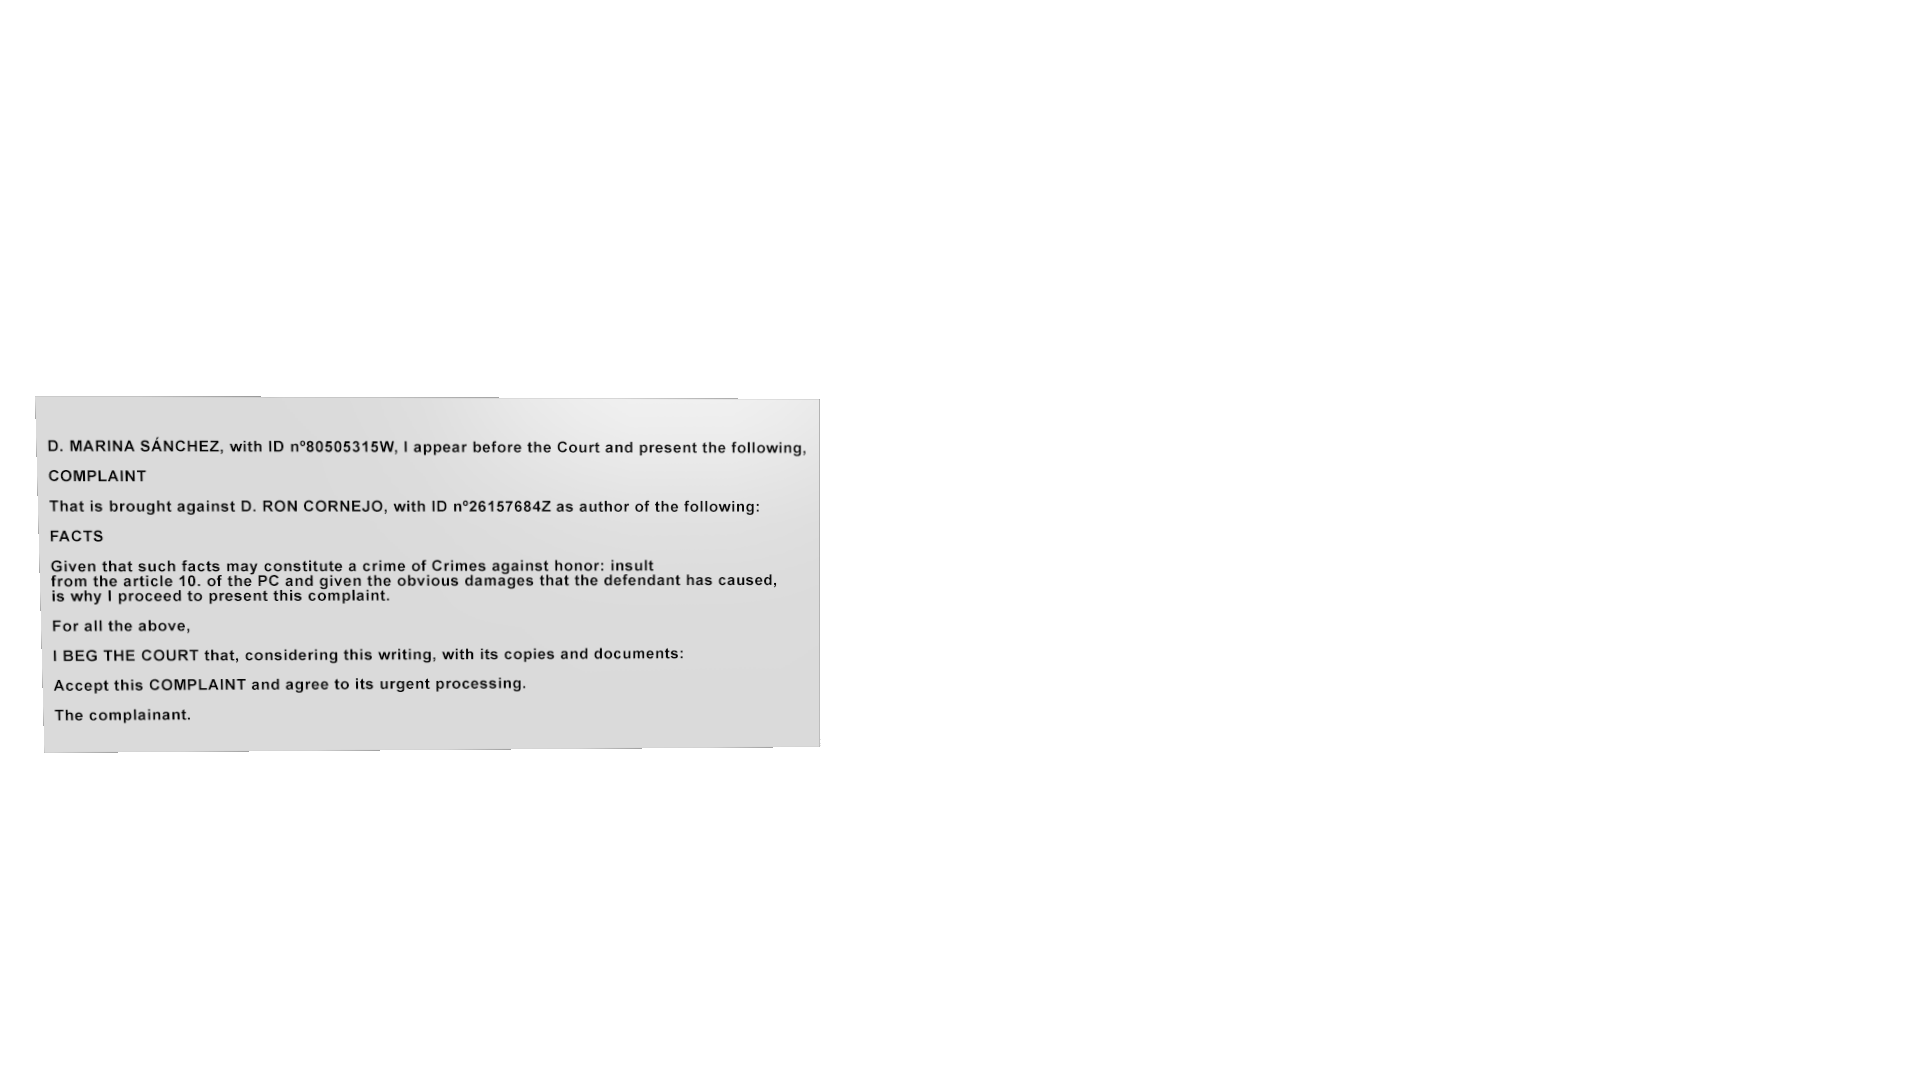 D. MARINA SÁNCHEZ, with ID nº80505315W, I appear before the Court and present the following,
COMPLAINT
That is brought against D. RON CORNEJO, with ID nº26157684Z as author of the following:
FACTS
Given that such facts may constitute a crime of Crimes against honor: insult
from the article 10. of the PC and given the obvious damages that the defendant has caused,
is why I proceed to present this complaint.
For all the above,
I BEG THE COURT that, considering this writing, with its copies and documents:
Accept this COMPLAINT and agree to its urgent processing.
The complainant.